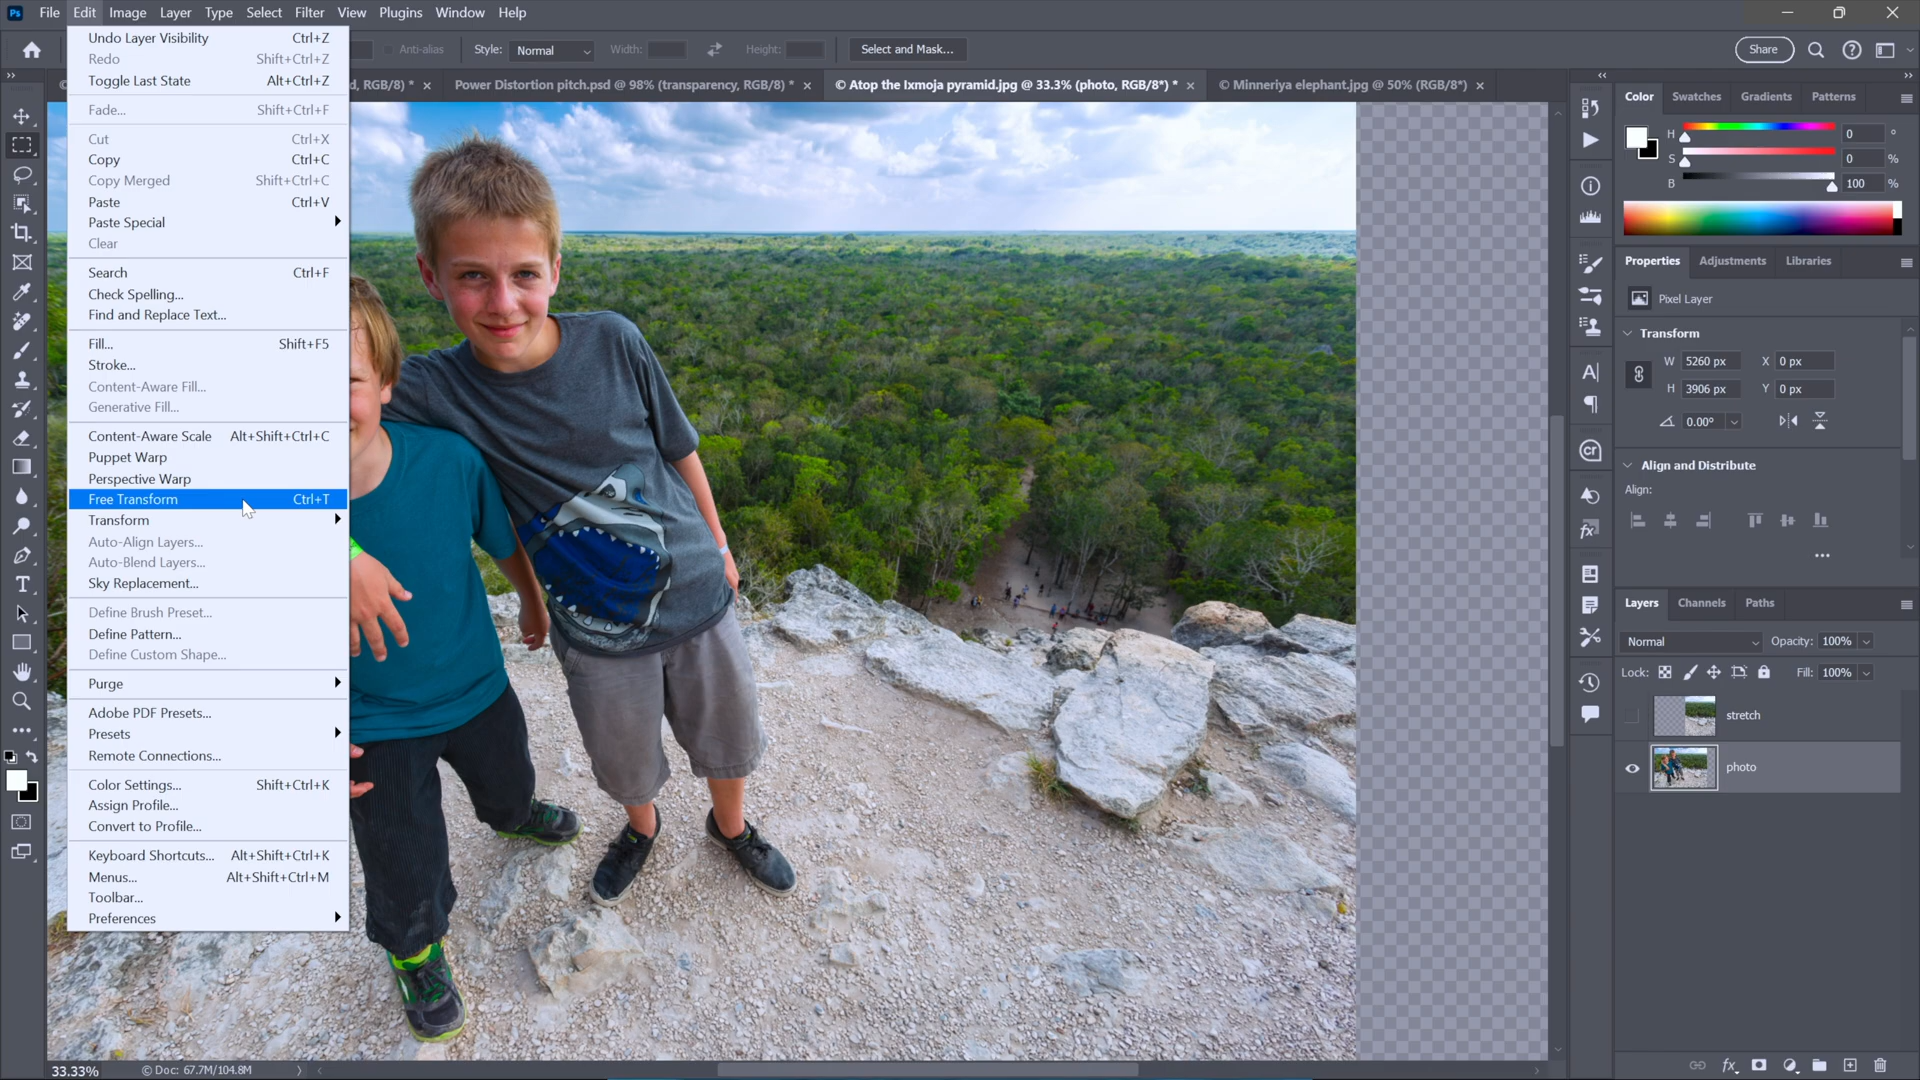 Ps File Edit Image Layer Type Select Filter View Plugins Window Help
Anti-alias Style: Normal Width: Height: Select and Mask... Share
d, RGB/8) * Power Distortion pitch.psd @ 98% (transparency, RGB/8) * © Atop the Ixmoja pyramid.jpg @ 33.3% (photo, RGB/8*) * © Minneriya elephant.jpg @ 50% (RGB/8*)
Undo Layer Visibility Ctrl+Z
Redo Shift+Ctrl+Z
Toggle Last State Alt+Ctrl+Z
Fade... Shift+Ctrl+F
Cut Ctrl+X
Copy Ctrl+C
Copy Merged Shift+Ctrl+C
Paste Ctrl+V
Paste Special
Clear
Search Ctrl+F
Check Spelling...
Find and Replace Text...
Fill... Shift+F5
Stroke...
Content-Aware Fill...
Generative Fill...
Content-Aware Scale Alt+Shift+Ctrl+C
Puppet Warp
Perspective Warp
Free Transform Ctrl+T
Transform
Auto-Align Layers...
Auto-Blend Layers...
Sky Replacement...
Define Brush Preset...
Define Pattern...
Define Custom Shape...
Purge
Adobe PDF Presets...
Presets
Remote Connections...
Color Settings... Shift+Ctrl+K
Assign Profile...
Convert to Profile...
Keyboard Shortcuts... Alt+Shift+Ctrl+K
Menus... Alt+Shift+Ctrl+M
Toolbar...
Preferences
Color Swatches Gradients Patterns
H 0 °
S 0 %
B 100 %
Properties Adjustments Libraries
Pixel Layer
Transform
W 5260 px X 0 px
H 3906 px Y 0 px
0.00°
Align and Distribute
Align:
Layers Channels Paths
Normal Opacity: 100%
Lock: Fill: 100%
stretch
photo
33.33% © Doc: 67.7M/104.8M